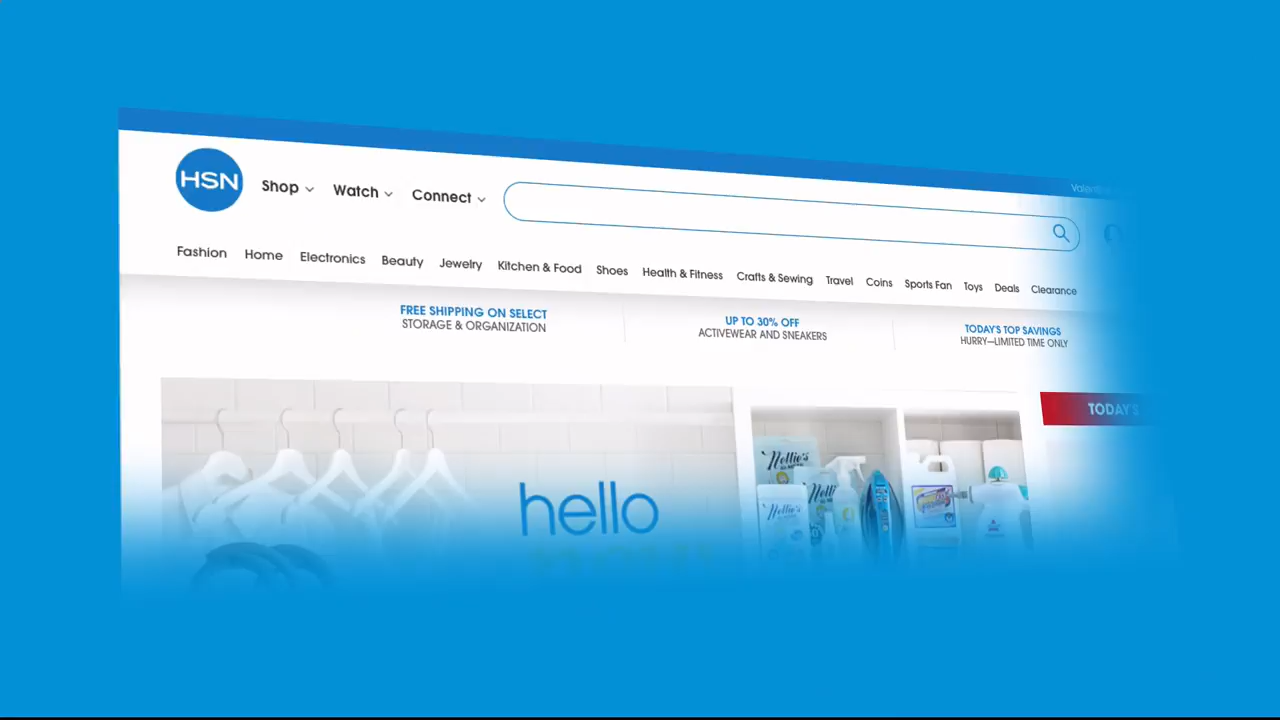 HSN
Shop
Watch
Connect
Fashion
Home
Electronics
Beauty
Jewelry
Kitchen & Food
Shoes
Health & Fitness
Crafts & Sewing
Travel
Coins
Sports Fan
Toys
Deals
Clearance
FREE SHIPPING ON SELECT
STORAGE & ORGANIZATION
UP TO 30% OFF
ACTIVEWEAR AND SNEAKERS
TODAY'S TOP SAVINGS
HURRY—LIMITED TIME ONLY
TODAY'S
hello
Nellie's
Nellie's